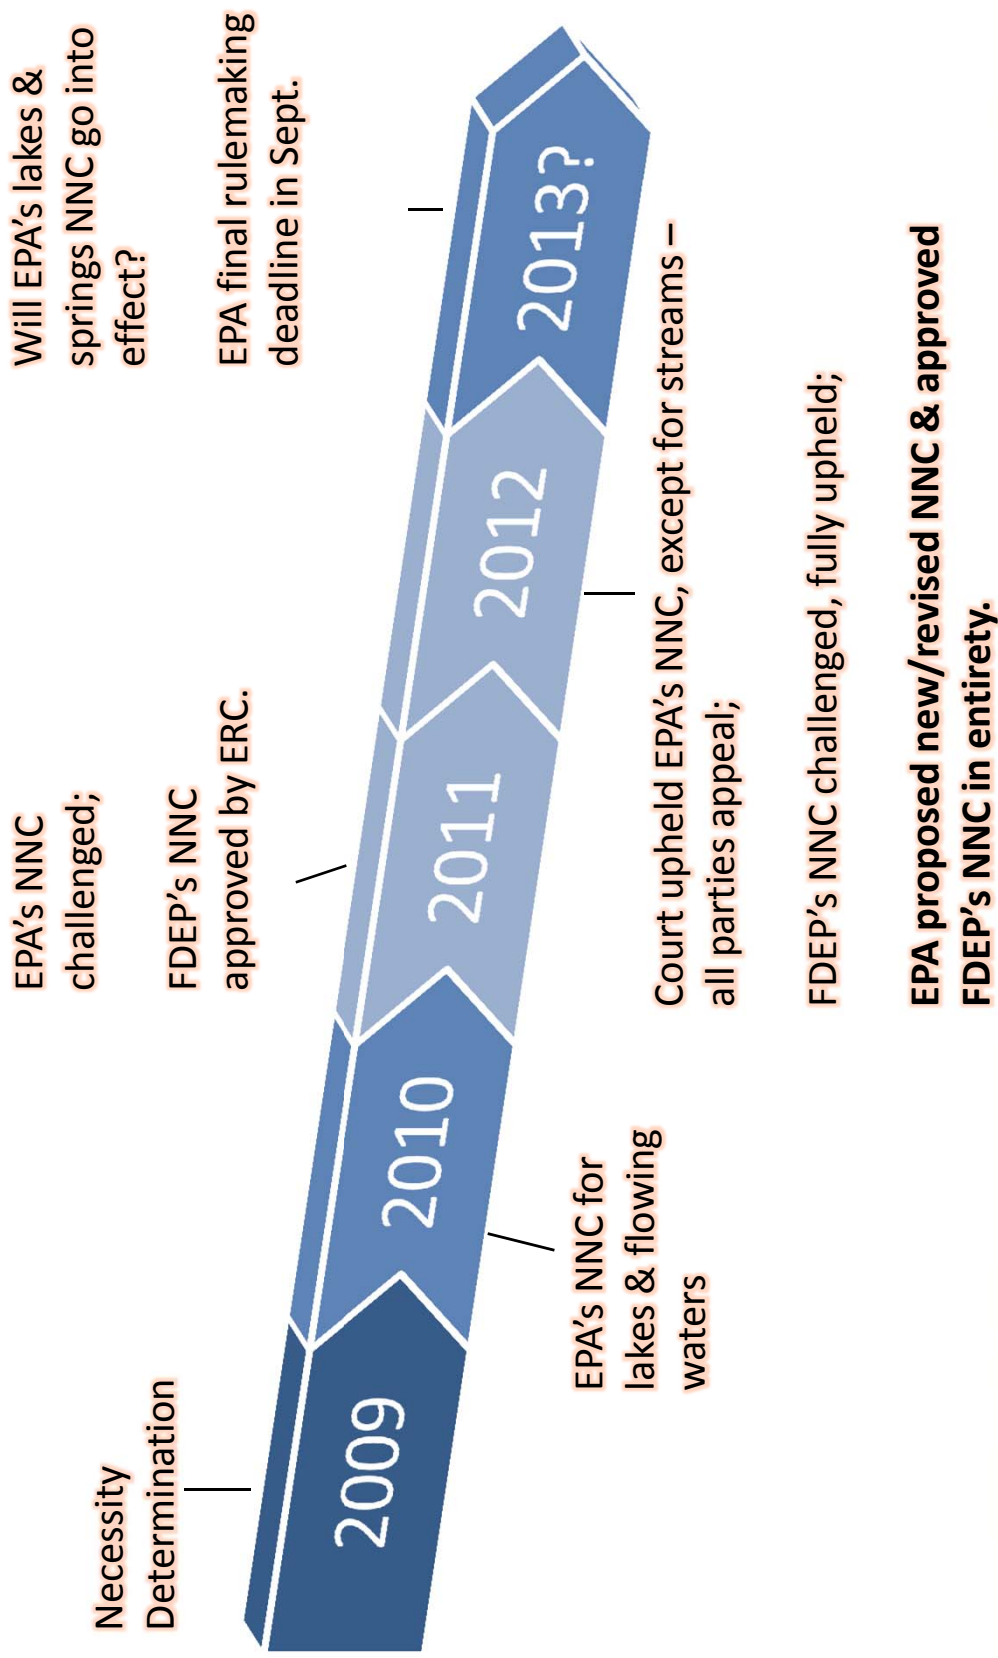 Necessity
Determination
EPA’s NNC
challenged;
FDEP’s NNC
approved by ERC.
Will EPA’s lakes &
springs NNC go into
effect?
EPA final rulemaking
deadline in Sept.
2009
2010
2011
2012
2013?
EPA’s NNC for
lakes & flowing
waters
Court upheld EPA’s NNC, except for streams –
all parties appeal;
FDEP’s NNC challenged, fully upheld;
EPA proposed new/revised NNC & approved
FDEP’s NNC in entirety.